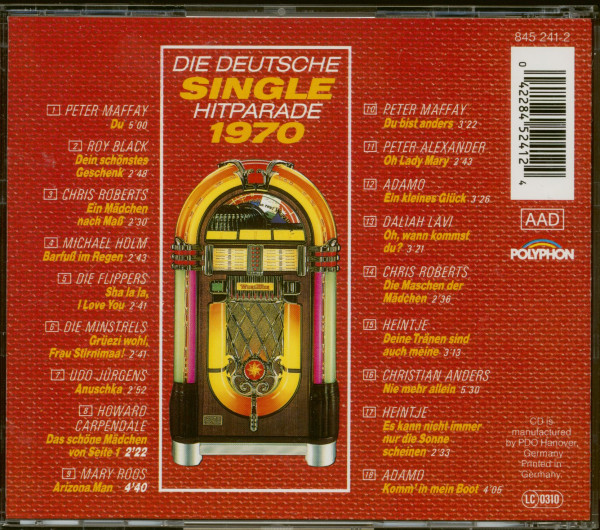 845 241-2
DIE DEUTSCHE
SINGLE
HITPARADE
1970
1 PETER MAFFAY
Du 5'00
2 ROY BLACK
Dein schönstes
Geschenk 2'48
3 CHRIS ROBERTS
Ein Mädchen
nach Maß 2'30
4 MICHAEL HOLM
Barfuß im Regen 2'43
5 DIE FLIPPERS
Sha la la,
I Love You 2'41
6 DIE MINSTRELS
Grüezi wohl,
Frau Stirnimaa! 2'41
7 UDO JÜRGENS
Anuschka 2'52
8 HOWARD
CARPENDALE
Das schöne Mädchen
von Seite 1 2'22
9 MARY ROOS
Arizona Man 4'40
10 PETER MAFFAY
Du bist anders 3'22
11 PETER ALEXANDER
Oh Lady Mary 2'43
12 ADAMO
Ein kleines Glück 3'26
13 DALIAH LAVI
Oh, wann kommst
du? 3'21
14 CHRIS ROBERTS
Die Maschen der
Mädchen 2'36
15 HEINTJE
Deine Tränen sind
auch meine 3'13
16 CHRISTIAN ANDERS
Nie mehr allein 5'30
17 HEINTJE
Es kann nicht immer
nur die Sonne
scheinen 2'33
18 ADAMO
Komm' in mein Boot 4'05
0 42284 52412 4
AAD
POLYPHON
CD is
manufactured
by PDO Hanover,
Germany
Printed in
Germany
LC 0310